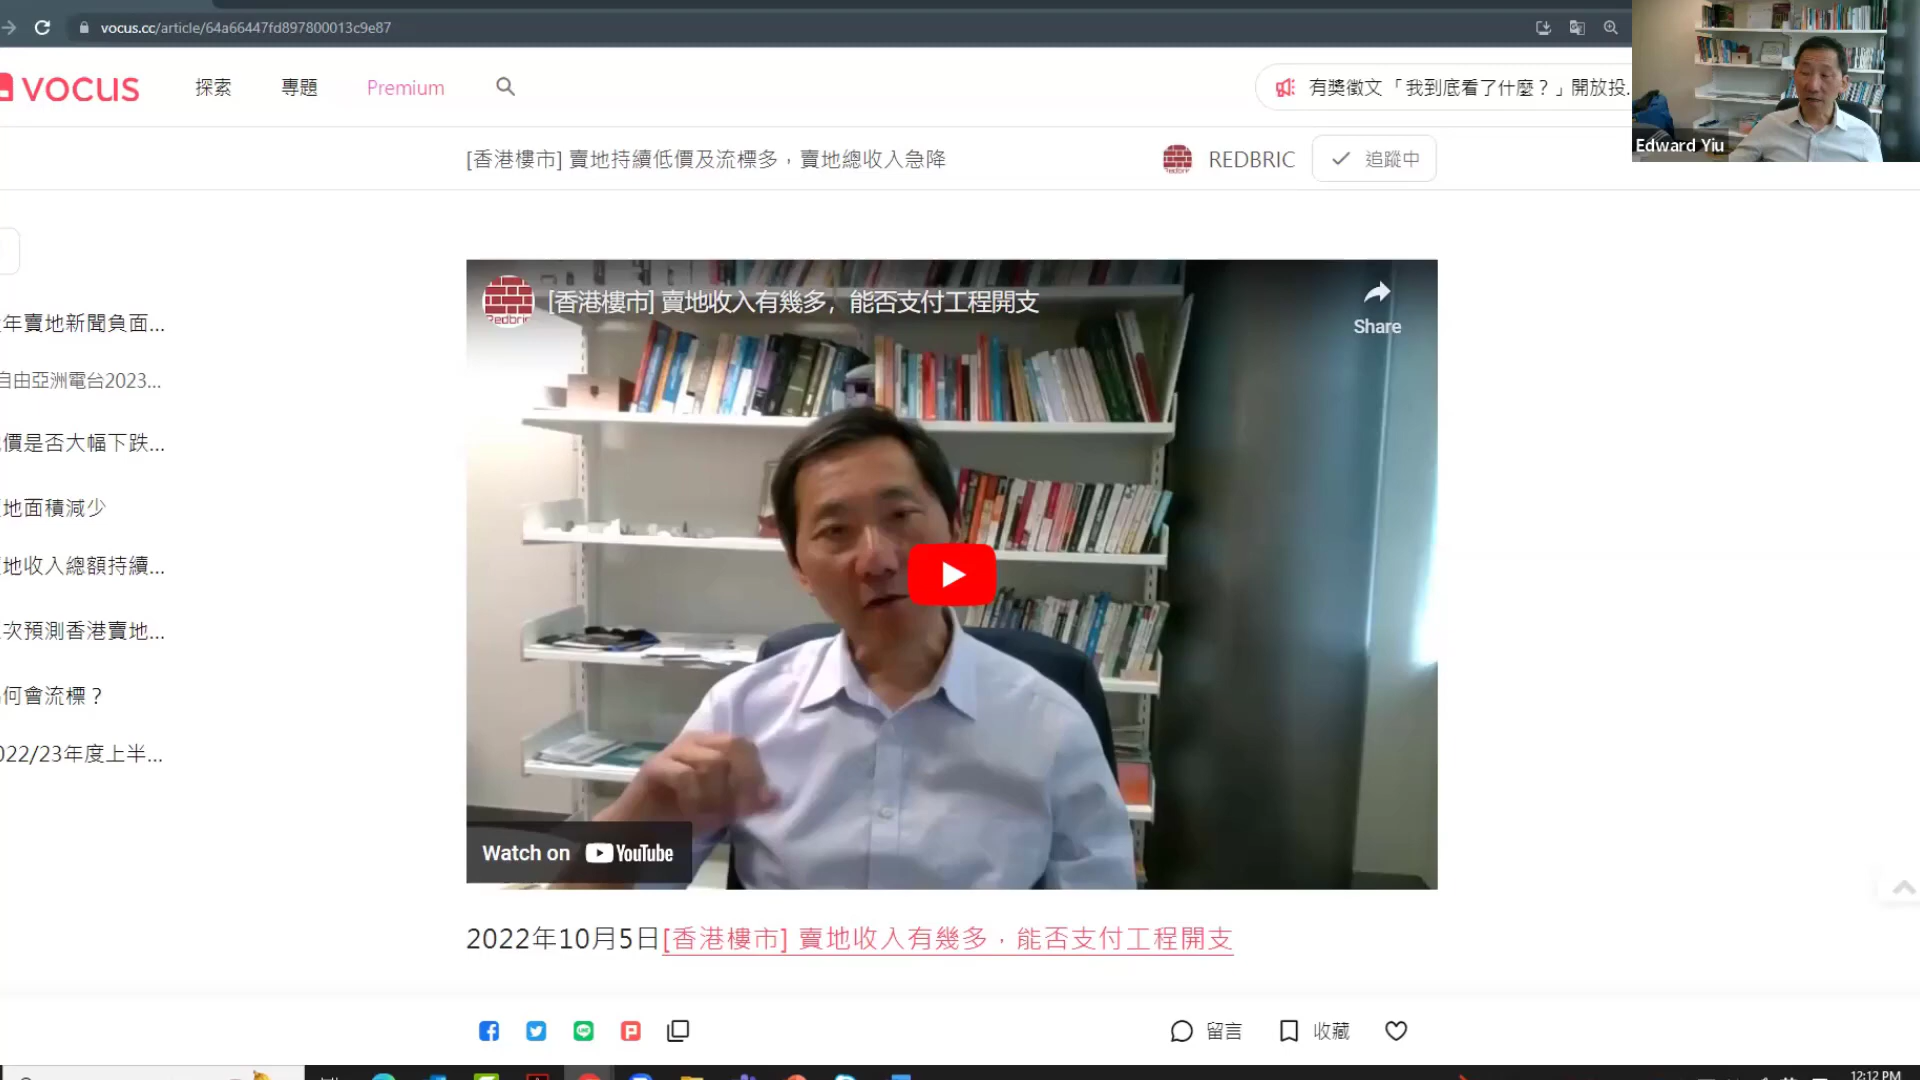 vocus.cc/article/64a66447fd897800013c9e87
vocus
探索
專題
Premium
有獎徵文「我到底看了什麼？」開放投...
Edward Yiu
[香港樓市] 賣地持續低價及流標多，賣地總收入急降
Redbric
REDBRIC
追蹤中
年賣地新聞負面...
自由亞洲電台2023...
價是否大幅下跌...
地面積減少
地收入總額持續...
次預測香港賣地...
何會流標？
022/23年度上半...
Redbric
[香港樓市] 賣地收入有幾多，能否支付工程開支
Share
Watch on YouTube
2022年10月5日[香港樓市] 賣地收入有幾多，能否支付工程開支
留言
收藏
12:12 PM